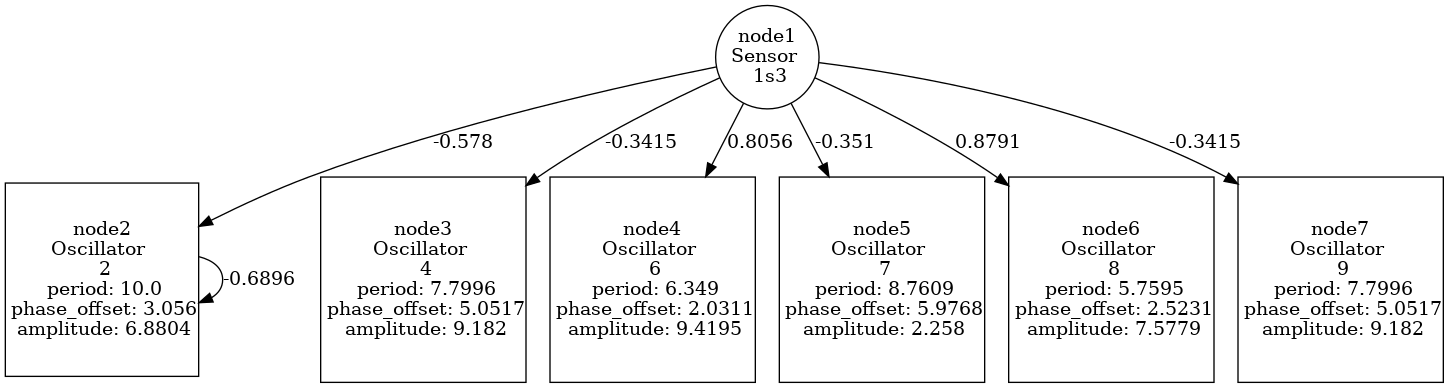 node1
Sensor
1s3
-0.578
-0.3415
0.8056
-0.351
0.8791
-0.3415
node2
Oscillator
2
period: 10.0
phase_offset: 3.056
amplitude: 6.8804
-0.6896
node3
Oscillator
4
period: 7.7996
phase_offset: 5.0517
amplitude: 9.182
node4
Oscillator
6
period: 6.349
phase_offset: 2.0311
amplitude: 9.4195
node5
Oscillator
7
period: 8.7609
phase_offset: 5.9768
amplitude: 2.258
node6
Oscillator
8
period: 5.7595
phase_offset: 2.5231
amplitude: 7.5779
node7
Oscillator
9
period: 7.7996
phase_offset: 5.0517
amplitude: 9.182